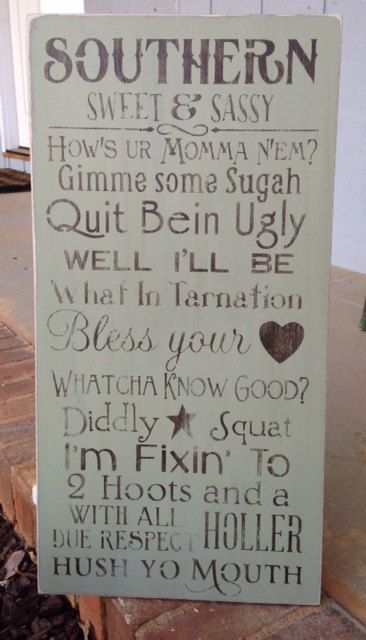 SOUTHERN
SWEET & SASSY
HOW'S UR MOMMA N'EM?
Gimme some Sugah
Quit Bein Ugly
WELL I'LL BE
What In Tarnation
Bless your
WHATCHA KNOW GOOD?
Diddly Squat
I'm Fixin' To
2 Hoots and a
HOLLER
WITH ALL
DUE RESPECT
HUSH YO MOUTH